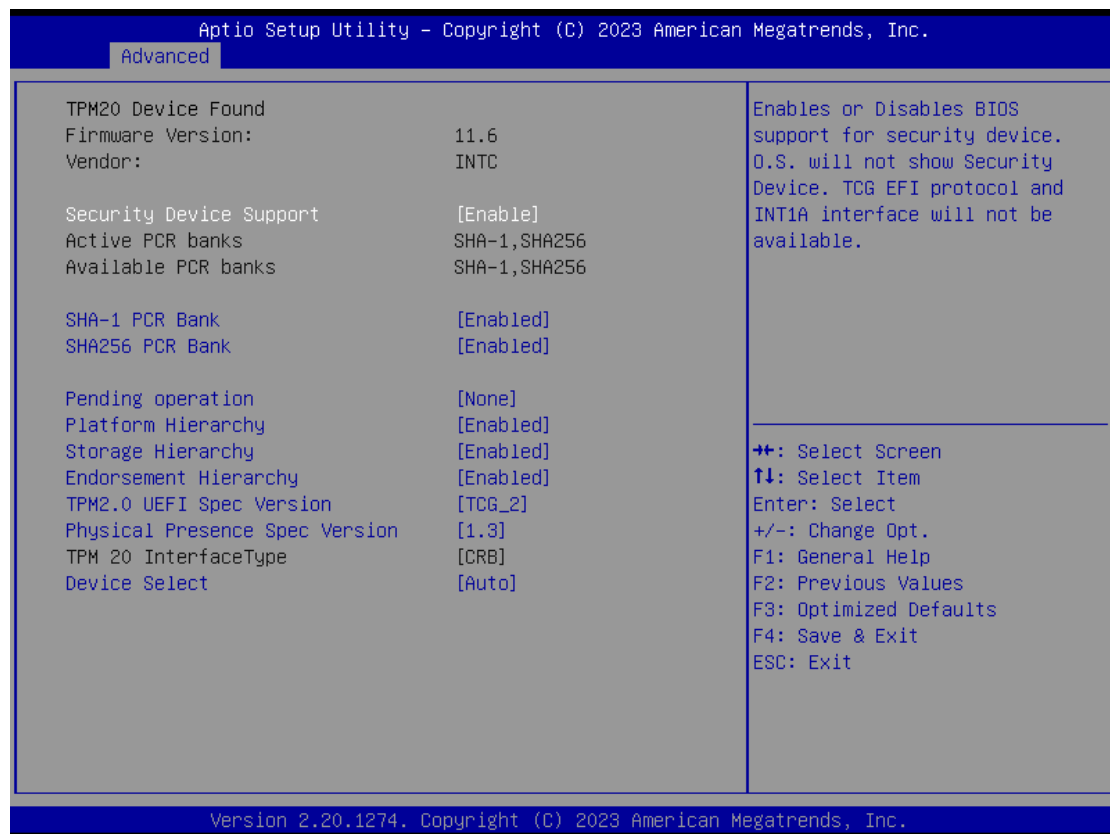 Aptio Setup Utility – Copyright (C) 2023 American Megatrends, Inc.
Advanced
TPM20 Device Found
Firmware Version: 11.6
Vendor: INTC
Security Device Support [Enable]
Active PCR banks SHA-1,SHA256
Available PCR banks SHA-1,SHA256
SHA-1 PCR Bank [Enabled]
SHA256 PCR Bank [Enabled]
Pending operation [None]
Platform Hierarchy [Enabled]
Storage Hierarchy [Enabled]
Endorsement Hierarchy [Enabled]
TPM2.0 UEFI Spec Version [TCG_2]
Physical Presence Spec Version [1.3]
TPM 20 InterfaceType [CRB]
Device Select [Auto]
Enables or Disables BIOS
support for security device.
O.S. will not show Security
Device. TCG EFI protocol and
INT1A interface will not be
available.
→←: Select Screen
↑↓: Select Item
Enter: Select
+/-: Change Opt.
F1: General Help
F2: Previous Values
F3: Optimized Defaults
F4: Save & Exit
ESC: Exit
Version 2.20.1274. Copyright (C) 2023 American Megatrends, Inc.